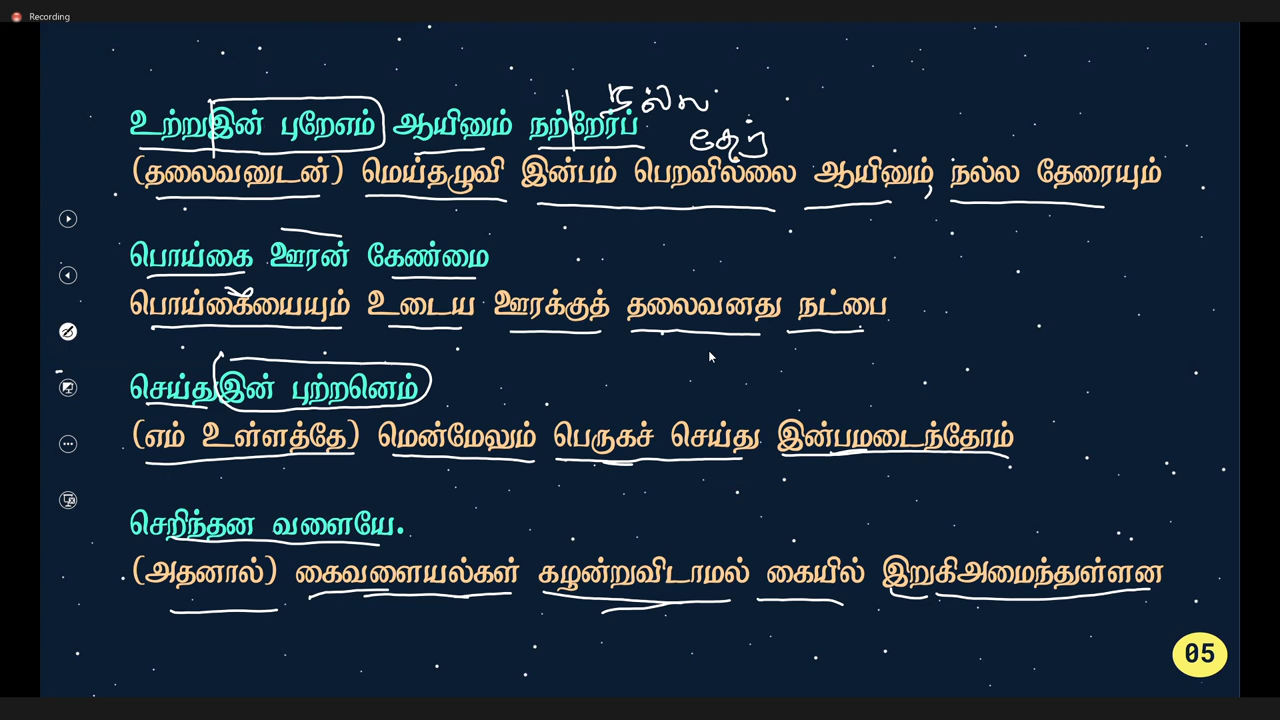 Recording
நல்ல
தேர்
உற்றுஇன் புறேஎம் ஆயினும் நற்றேர்ப்
(தலைவனுடன்) மெய்தழுவி இன்பம் பெறவில்லை ஆயினும், நல்ல தேரையும்
பொய்கை ஊரன் கேண்மை
பொய்கையையும் உடைய ஊரக்குத் தலைவனது நட்பை
செய்துஇன் புற்றனெம்
(எம் உள்ளத்தே) மென்மேலும் பெருகச் செய்து இன்பமடைந்தோம்
செறிந்தன வளையே.
(அதனால்) கைவளையல்கள் கழன்றுவிடாமல் கையில் இறுகிஅமைந்துள்ளன
05